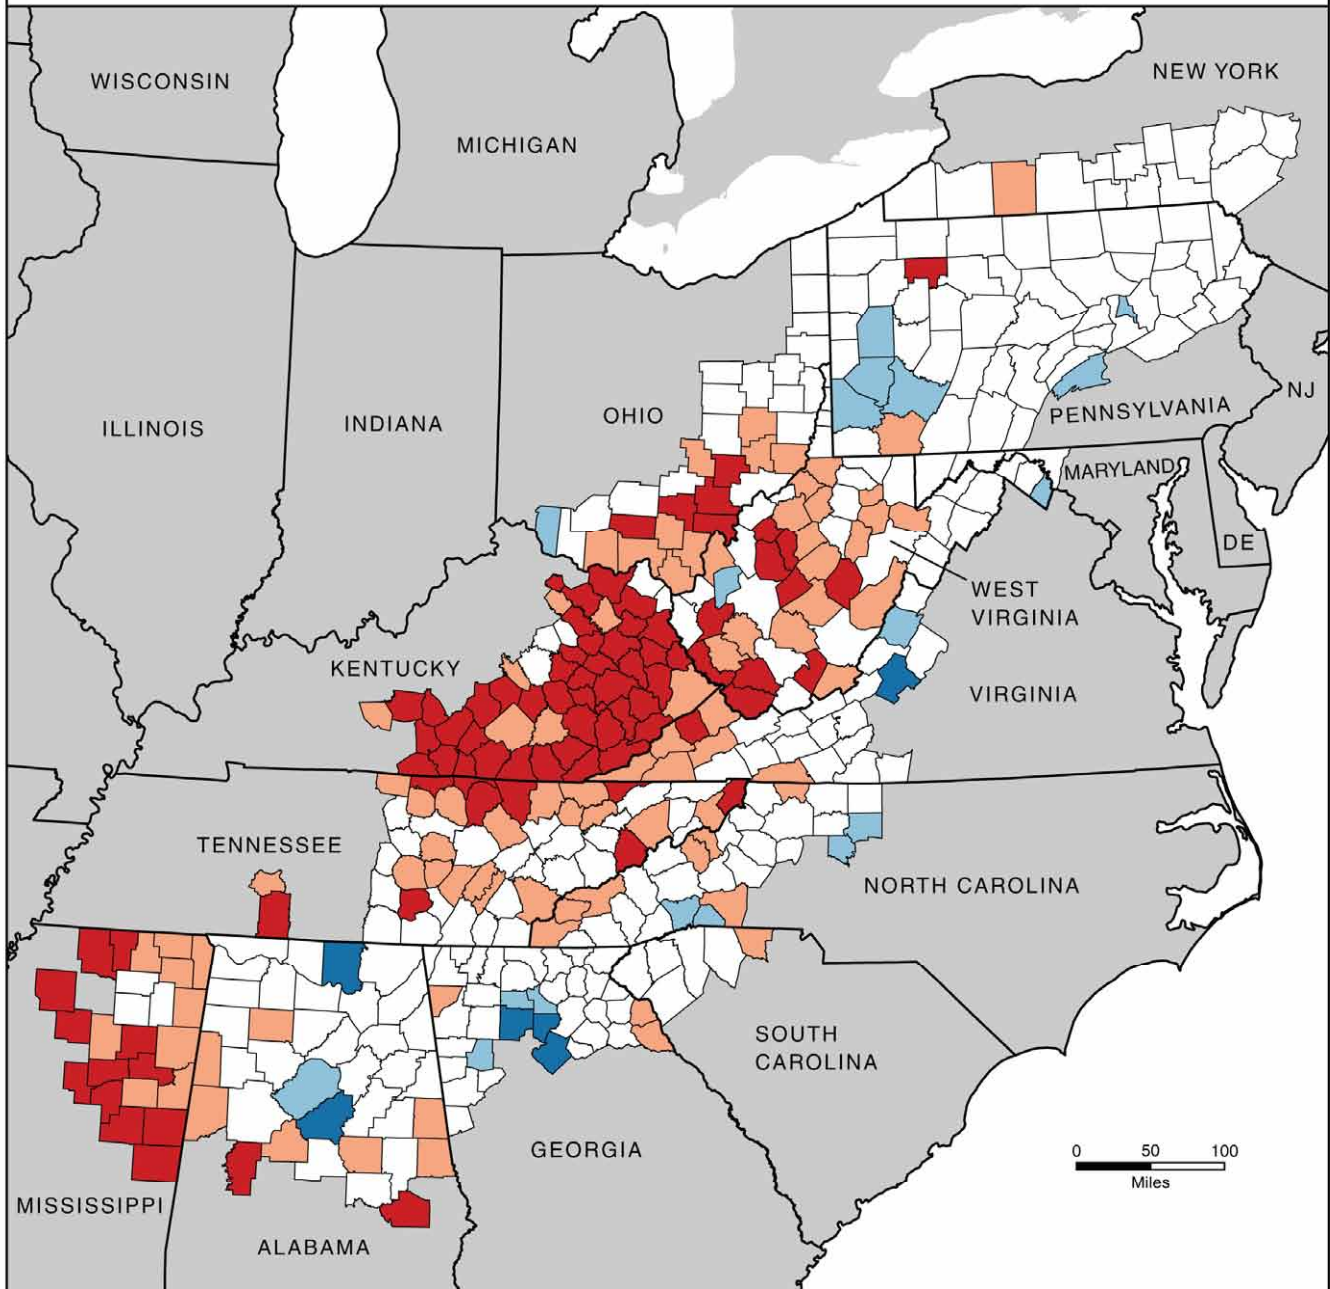 WISCONSIN
NEW YORK
MICHIGAN
NJ
ILLINOIS
INDIANA
OHIO
PENNSYLVANIA
MARYLAND
DE
WEST
VIRGINIA
KENTUCKY
VIRGINIA
TENNESSEE
NORTH CAROLINA
SOUTH
CAROLINA
GEORGIA
0 50 100
Miles
MISSISSIPPI
ALABAMA